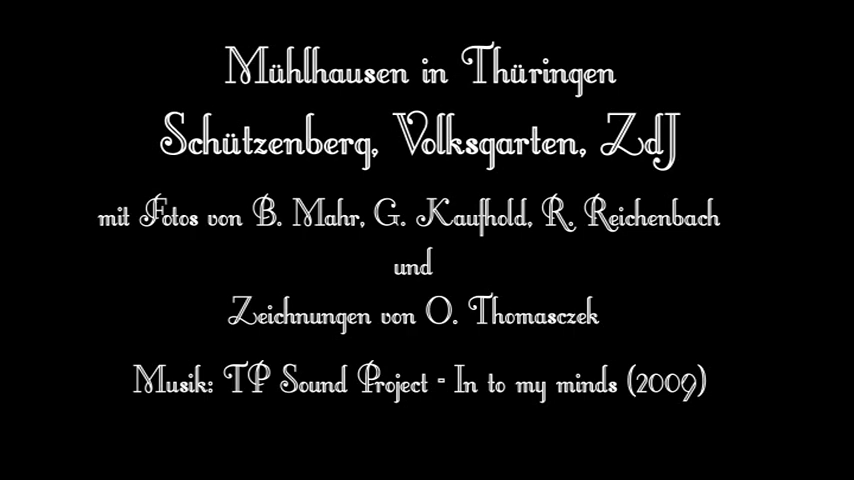 Mühlhausen in Thüringen
Schützenberg, Volksgarten, ZdJ
mit Fotos von B. Mahr, G. Kaufhold, R. Reichenbach
und
Zeichnungen von O. Thomasczek
Musik: TP Sound Project - In to my minds (2009)